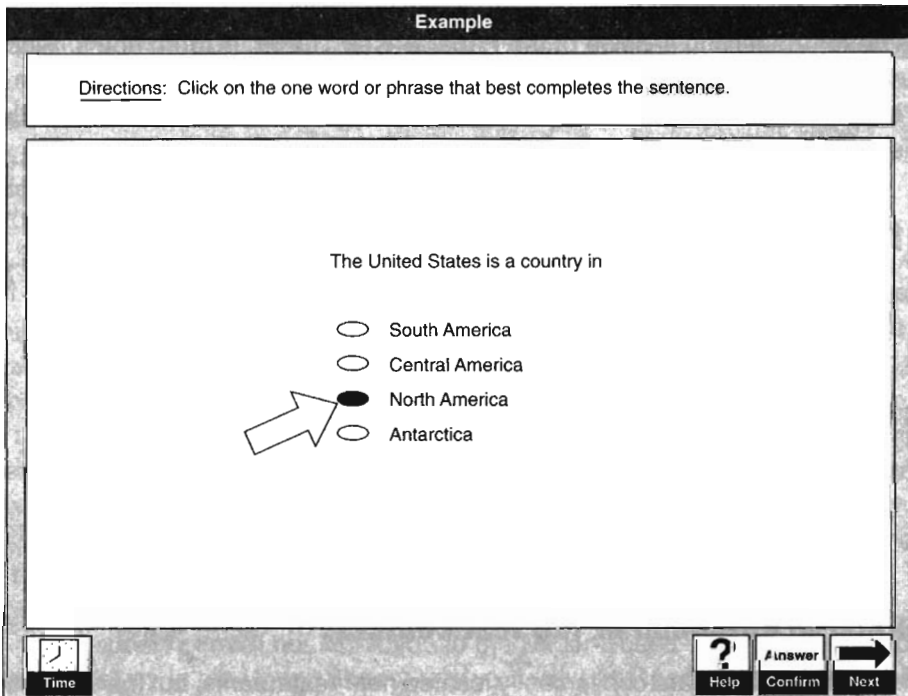 Example
Directions: Click on the one word or phrase that best completes the sentence.
The United States is a country in
South America
Central America
North America
Antarctica
Time
?
Help
Answer
Confirm
Next